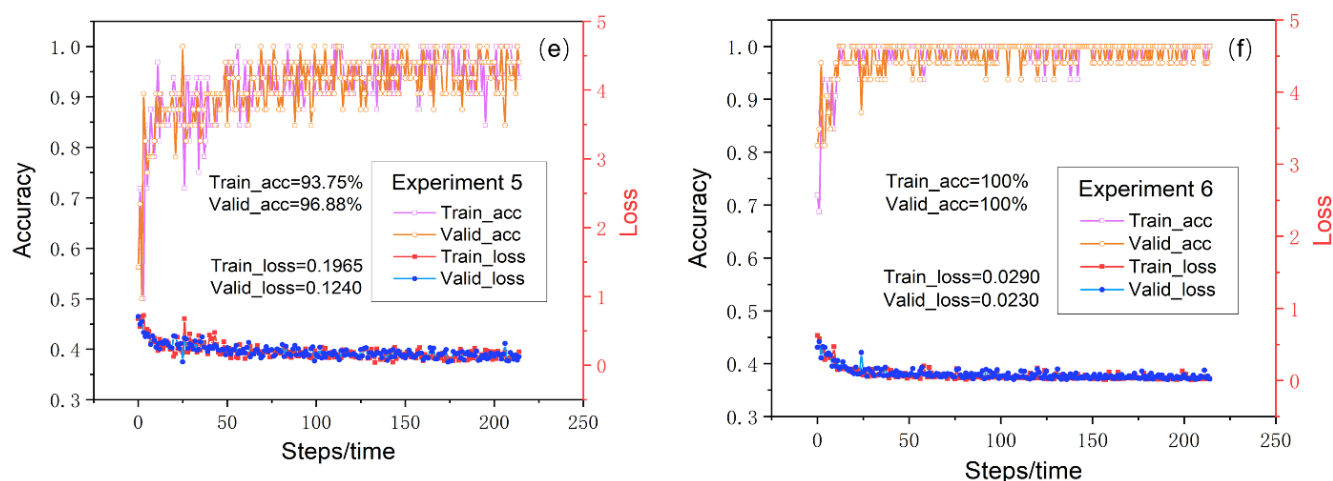 (e)
Accuracy
1.0
0.9
0.8
0.7
0.6
0.5
0.4
0.3
Train_acc=93.75%
Valid_acc=96.88%
Train_loss=0.1965
Valid_loss=0.1240
Experiment 5
Train_acc
Valid_acc
Train_loss
Valid_loss
5
4
3
2
1
0
Loss
0 50 100 150 200 250
Steps/time
(f)
Accuracy
1.0
0.9
0.8
0.7
0.6
0.5
0.4
0.3
Train_acc=100%
Valid_acc=100%
Train_loss=0.0290
Valid_loss=0.0230
Experiment 6
Train_acc
Valid_acc
Train_loss
Valid_loss
5
4
3
2
1
0
Loss
0 50 100 150 200 250
Steps/time